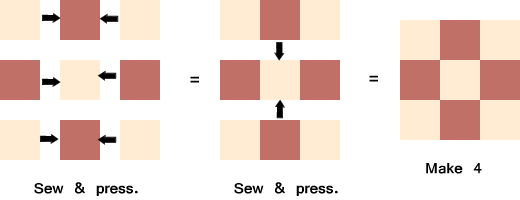 =
=
Make 4
Sew & press.
Sew & press.